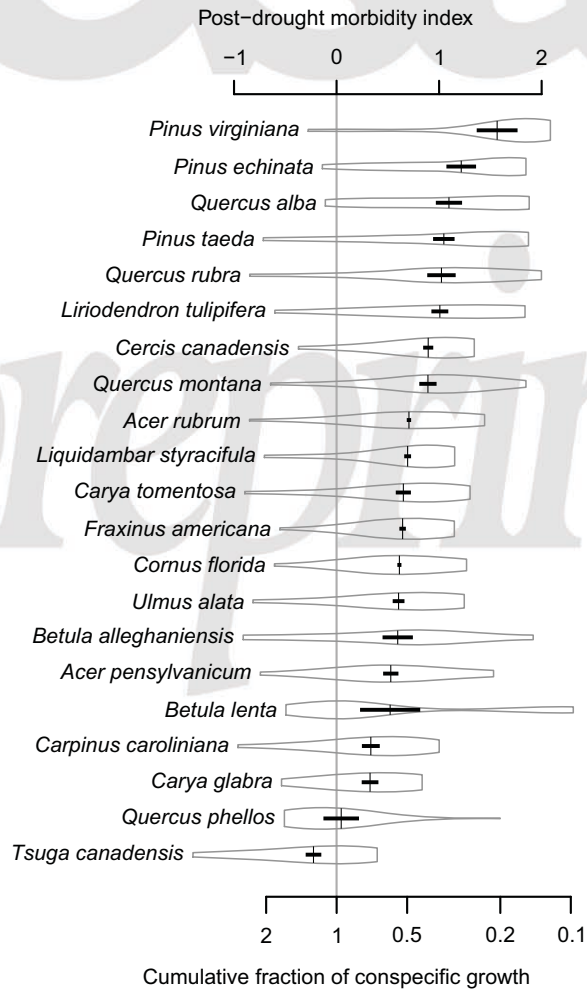 Post−drought morbidity index
−1 0 1 2
Pinus virginiana
Pinus echinata
Quercus alba
Pinus taeda
Quercus rubra
Liriodendron tulipifera
Cercis canadensis
Quercus montana
Acer rubrum
Liquidambar styracifula
Carya tomentosa
Fraxinus americana
Cornus florida
Ulmus alata
Betula alleghaniensis
Acer pensylvanicum
Betula lenta
Carpinus caroliniana
Carya glabra
Quercus phellos
Tsuga canadensis
2 1 0.5 0.2 0.1
Cumulative fraction of conspecific growth